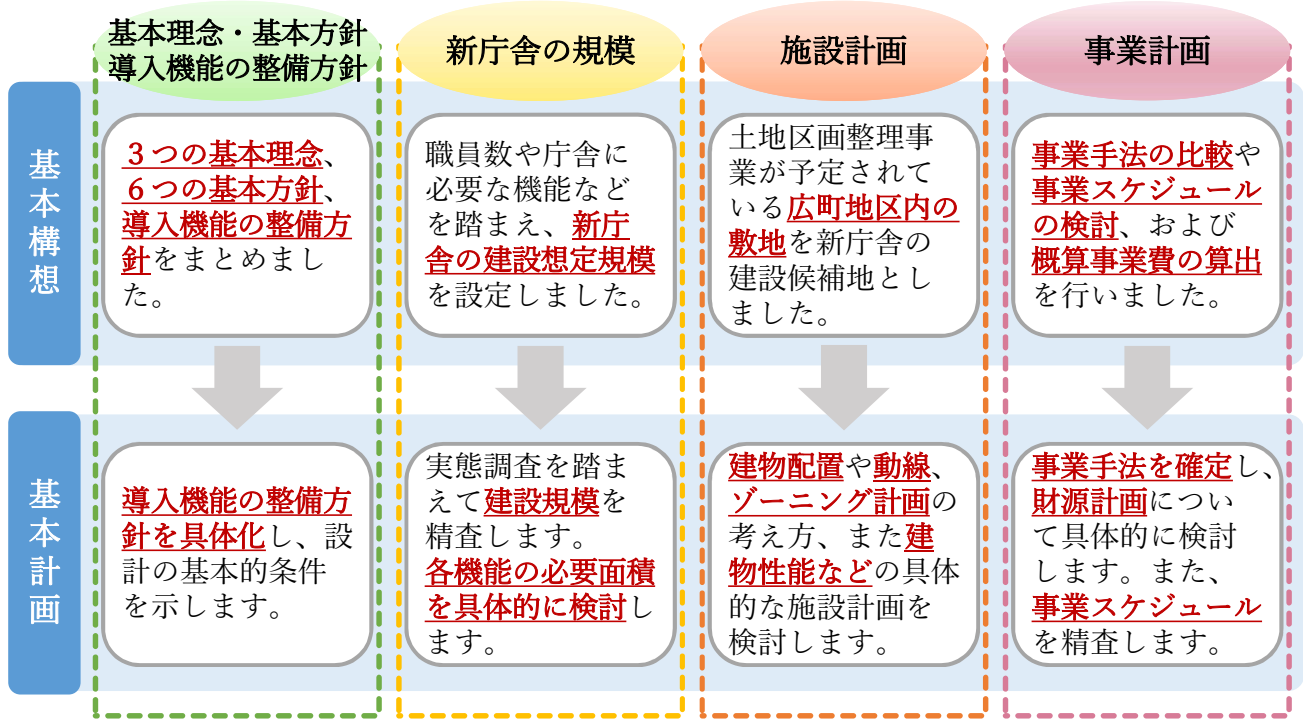 基本理念・基本方針
導入機能の整備方針
新庁舎の規模
施設計画
事業計画
基本構想
３つの基本理念、
６つの基本方針、
導入機能の整備方
針をまとめまし
た。
職員数や庁舎に
必要な機能など
を踏まえ、新庁
舎の建設想定規模
を設定しました。
土地区画整理事
業が予定されて
いる広町地区内の
敷地を新庁舎の
建設候補地とし
ました。
事業手法の比較や
事業スケジュール
の検討、および
概算事業費の算出
を行いました。
基本計画
導入機能の整備方
針を具体化し、設
計の基本的条件
を示します。
実態調査を踏ま
えて建設規模を
精査します。
各機能の必要面積
を具体的に検討し
ます。
建物配置や動線、
ゾーニング計画の
考え方、また建
物性能などの具体
的な施設計画を
検討します。
事業手法を確定し、
財源計画につい
て具体的に検討
します。また、
事業スケジュール
を精査します。